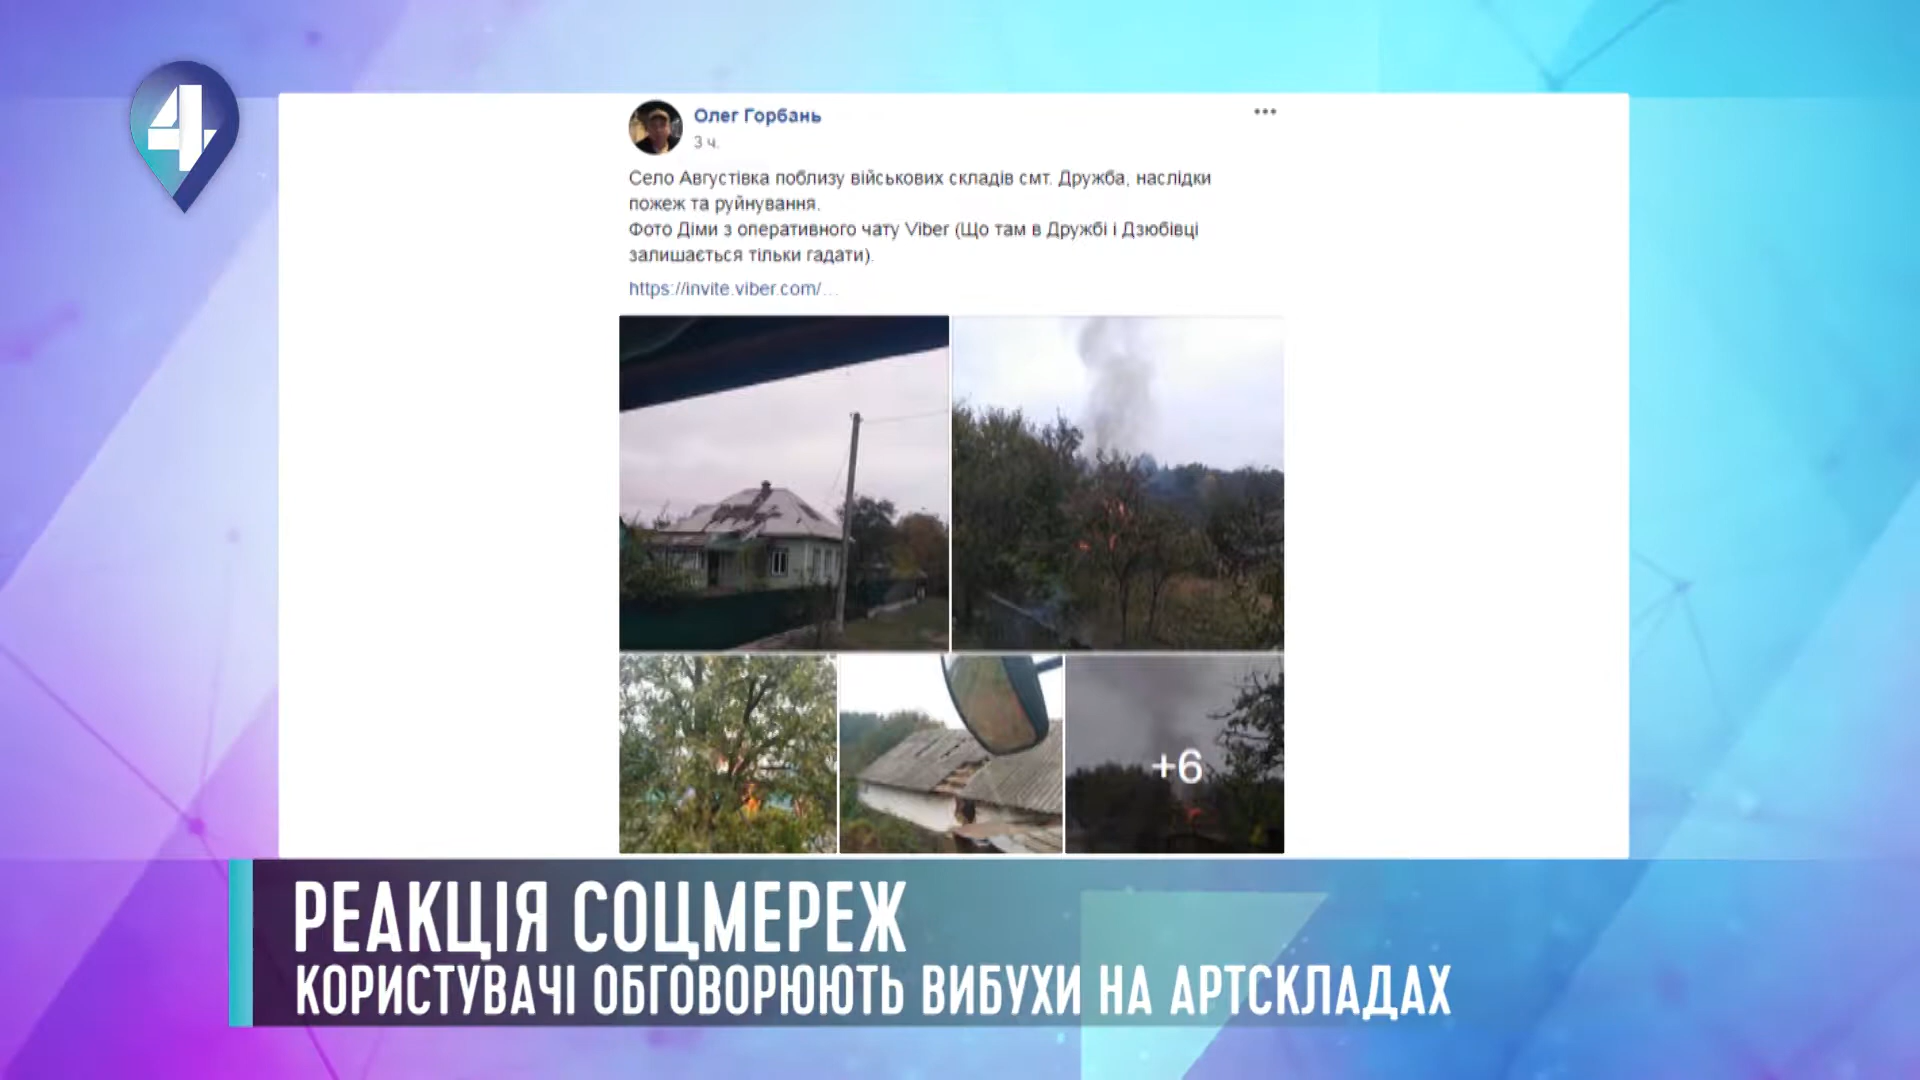 4
Олег Горбань
3 ч.
Село Августівка поблизу військових складів смт. Дружба, наслідки
пожеж та руйнування.
Фото Діми з оперативного чату Viber (Що там в Дружбі і Дзюбівці
залишається тільки гадати).
https://invite.viber.com/...
+6
РЕАКЦІЯ СОЦМЕРЕЖ
КОРИСТУВАЧІ ОБГОВОРЮЮТЬ ВИБУХИ НА АРТСКЛАДАХ